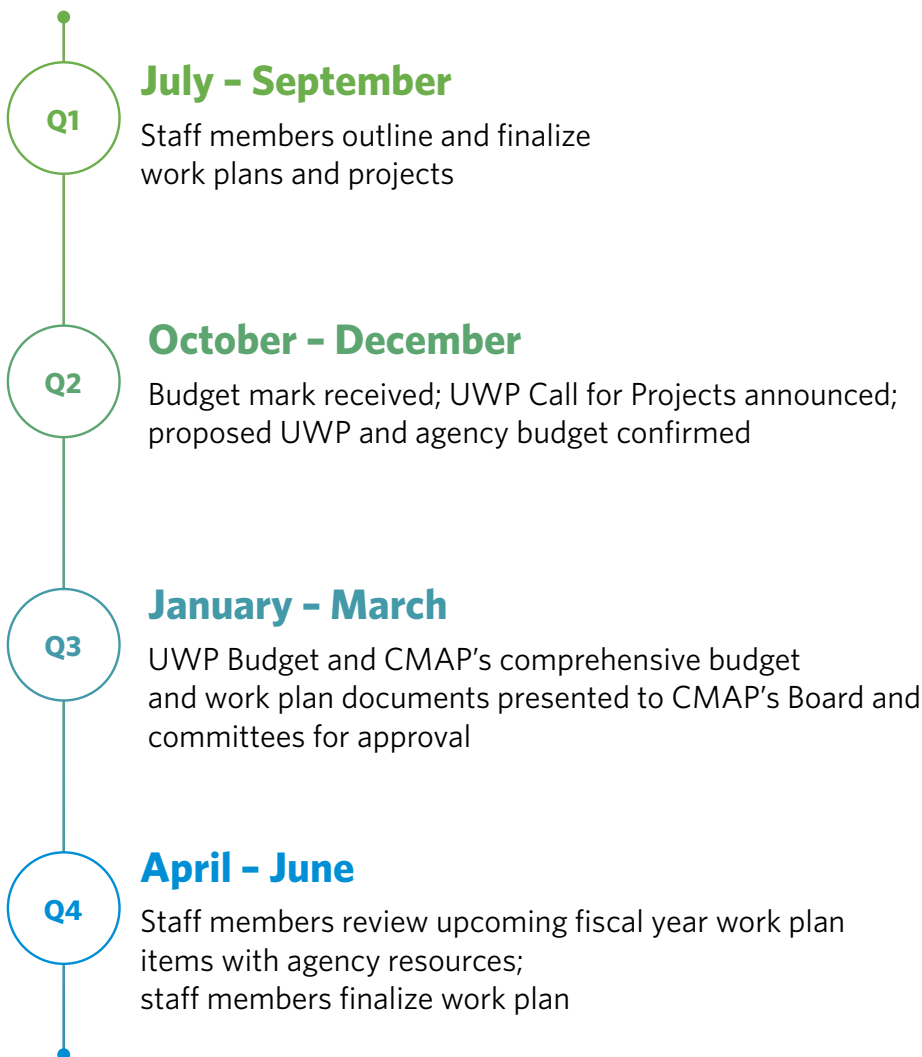 Q1
July – September
Staff members outline and finalize
work plans and projects
Q2
October – December
Budget mark received; UWP Call for Projects announced;
proposed UWP and agency budget confirmed
Q3
January – March
UWP Budget and CMAP's comprehensive budget
and work plan documents presented to CMAP's Board and
committees for approval
Q4
April – June
Staff members review upcoming fiscal year work plan
items with agency resources;
staff members finalize work plan